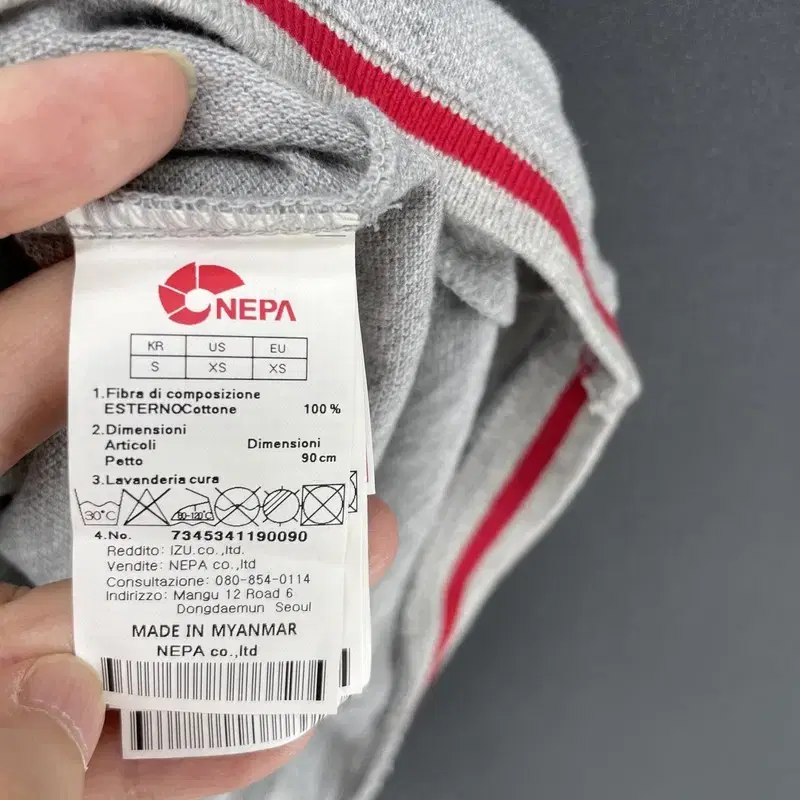 NEPA
KR US EU
S XS XS
1.Fibra di composizione
ESTERNOCottone 100%
2.Dimensioni
Articoli Dimensioni
Petto 90cm
3.Lavanderia cura
30°C 80-120°C
4.No. 7345341190090
Reddito: IZU.co.,ltd.
Vendite: NEPA co.,ltd
Consultazione: 080-854-0114
Indirizzo: Mangu 12 Road 6
Dongdaemun Seoul
MADE IN MYANMAR
NEPA co.,ltd